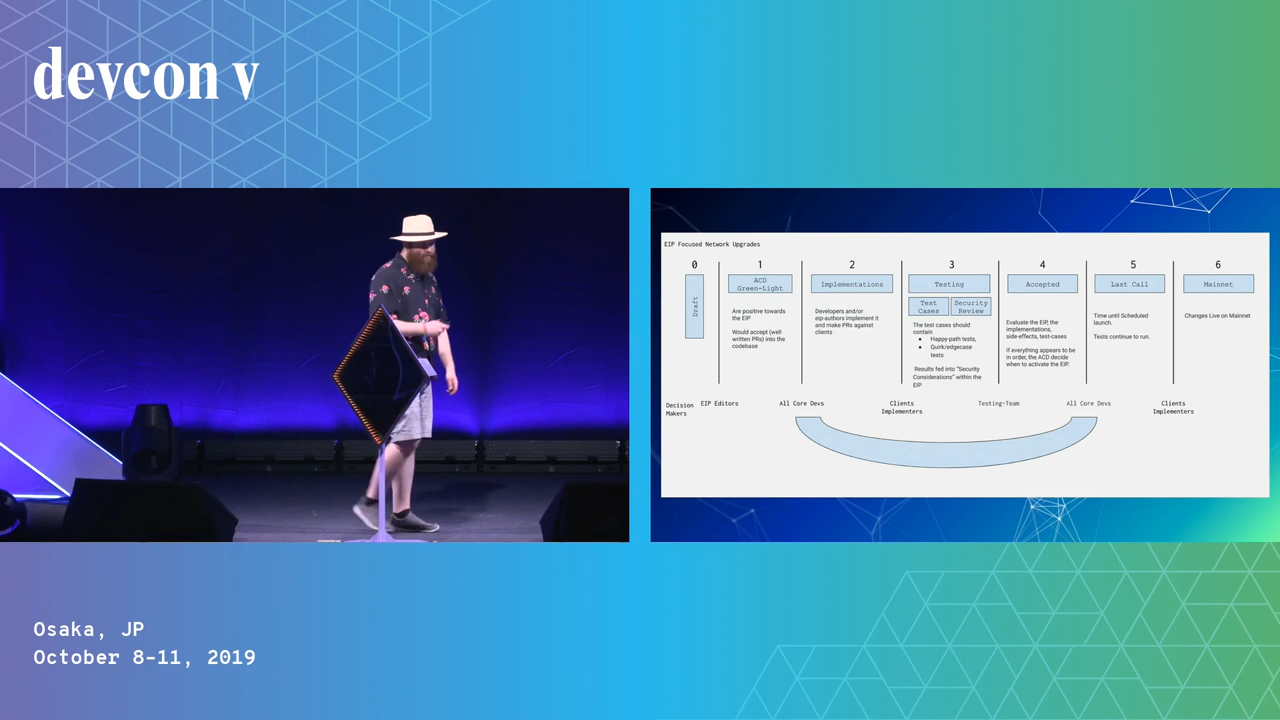 devcon v
EIP Focused Network Upgrades
0
Draft
1
ACD
Green-Light
Are positive towards
the EIP
Would accept (well
written PRs) into the
codebase
2
Implementations
Developers and/or
eip-authors implement it
and make PRs against
clients
3
Testing
Test
Cases
Security
Review
The test cases should
contain
● Happy-path tests,
● Quirk/edgecase
tests
Results fed into "Security
Considerations" within the
EIP
4
Accepted
Evaluate the EIP, the
implementations,
side-effects, test-cases
If everything appears to be
in order, the ACD decide
when to activate the EIP.
5
Last Call
Time until Scheduled
launch.
Tests continue to run.
6
Mainnet
Changes Live on Mainnet
Decision
Makers
EIP Editors
All Core Devs
Clients
Implementers
Testing-Team
All Core Devs
Clients
Implementers
Osaka, JP
October 8-11, 2019